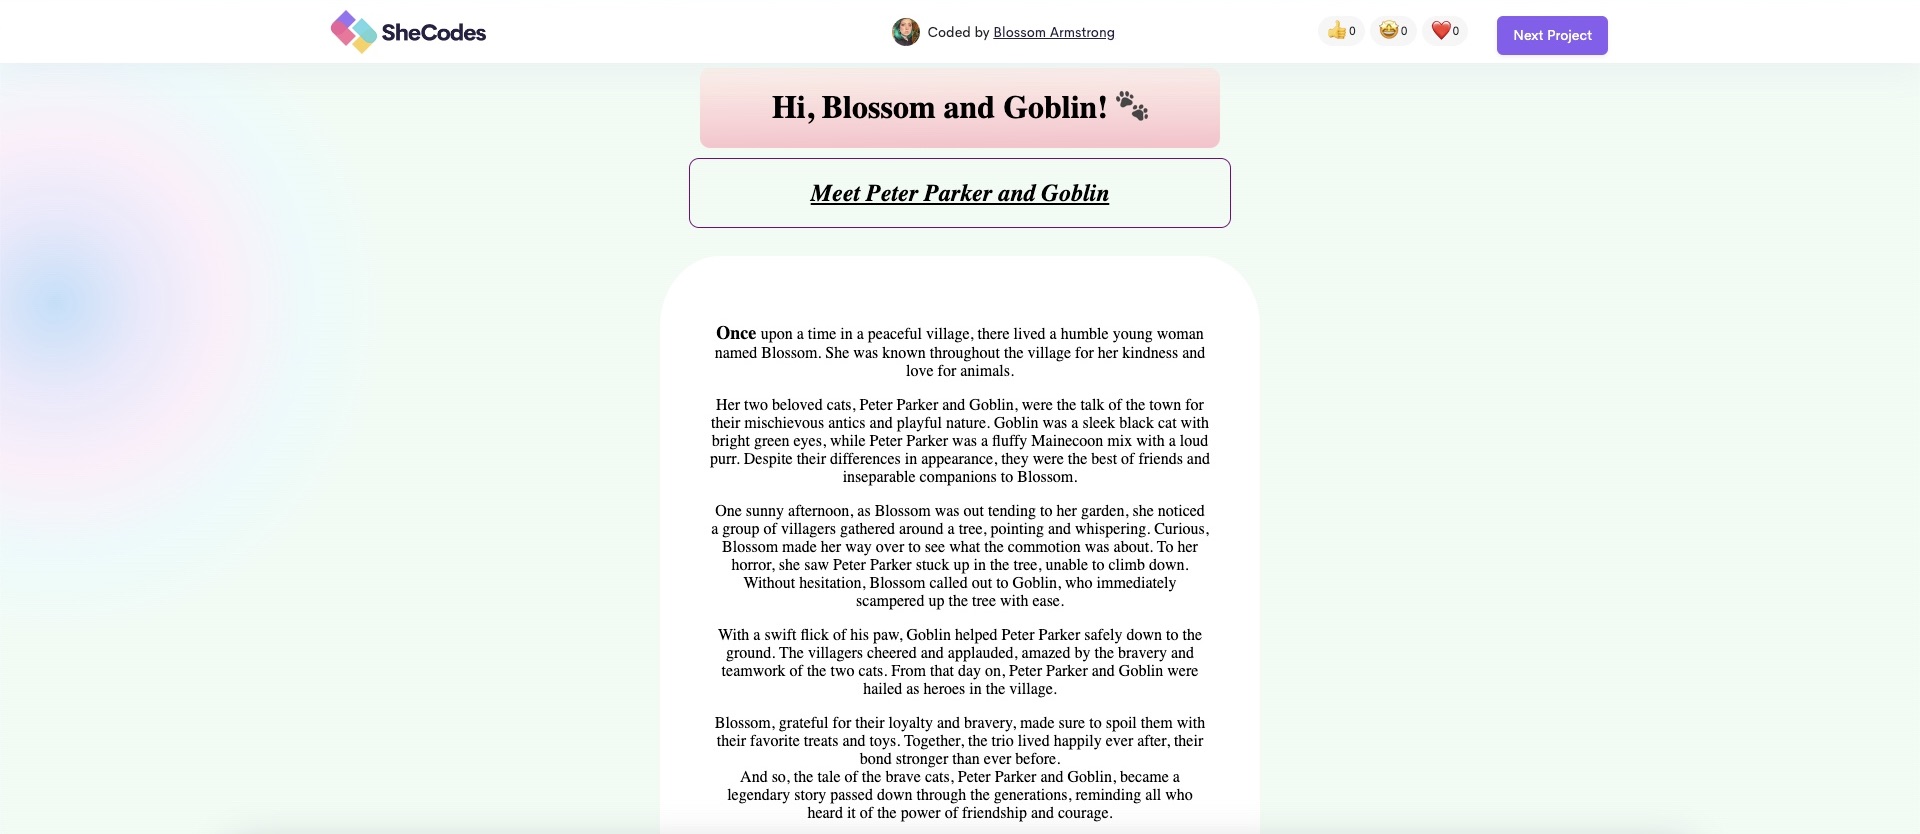 SheCodes
Coded by Blossom Armstrong
👍 0 🤩 0 ❤️ 0
Next Project
Hi, Blossom and Goblin! 🐾
Meet Peter Parker and Goblin
Once upon a time in a peaceful village, there lived a humble young woman
named Blossom. She was known throughout the village for her kindness and
love for animals.
Her two beloved cats, Peter Parker and Goblin, were the talk of the town for
their mischievous antics and playful nature. Goblin was a sleek black cat with
bright green eyes, while Peter Parker was a fluffy Mainecoon mix with a loud
purr. Despite their differences in appearance, they were the best of friends and
inseparable companions to Blossom.
One sunny afternoon, as Blossom was out tending to her garden, she noticed
a group of villagers gathered around a tree, pointing and whispering. Curious,
Blossom made her way over to see what the commotion was about. To her
horror, she saw Peter Parker stuck up in the tree, unable to climb down.
Without hesitation, Blossom called out to Goblin, who immediately
scampered up the tree with ease.
With a swift flick of his paw, Goblin helped Peter Parker safely down to the
ground. The villagers cheered and applauded, amazed by the bravery and
teamwork of the two cats. From that day on, Peter Parker and Goblin were
hailed as heroes in the village.
Blossom, grateful for their loyalty and bravery, made sure to spoil them with
their favorite treats and toys. Together, the trio lived happily ever after, their
bond stronger than ever before.
And so, the tale of the brave cats, Peter Parker and Goblin, became a
legendary story passed down through the generations, reminding all who
heard it of the power of friendship and courage.